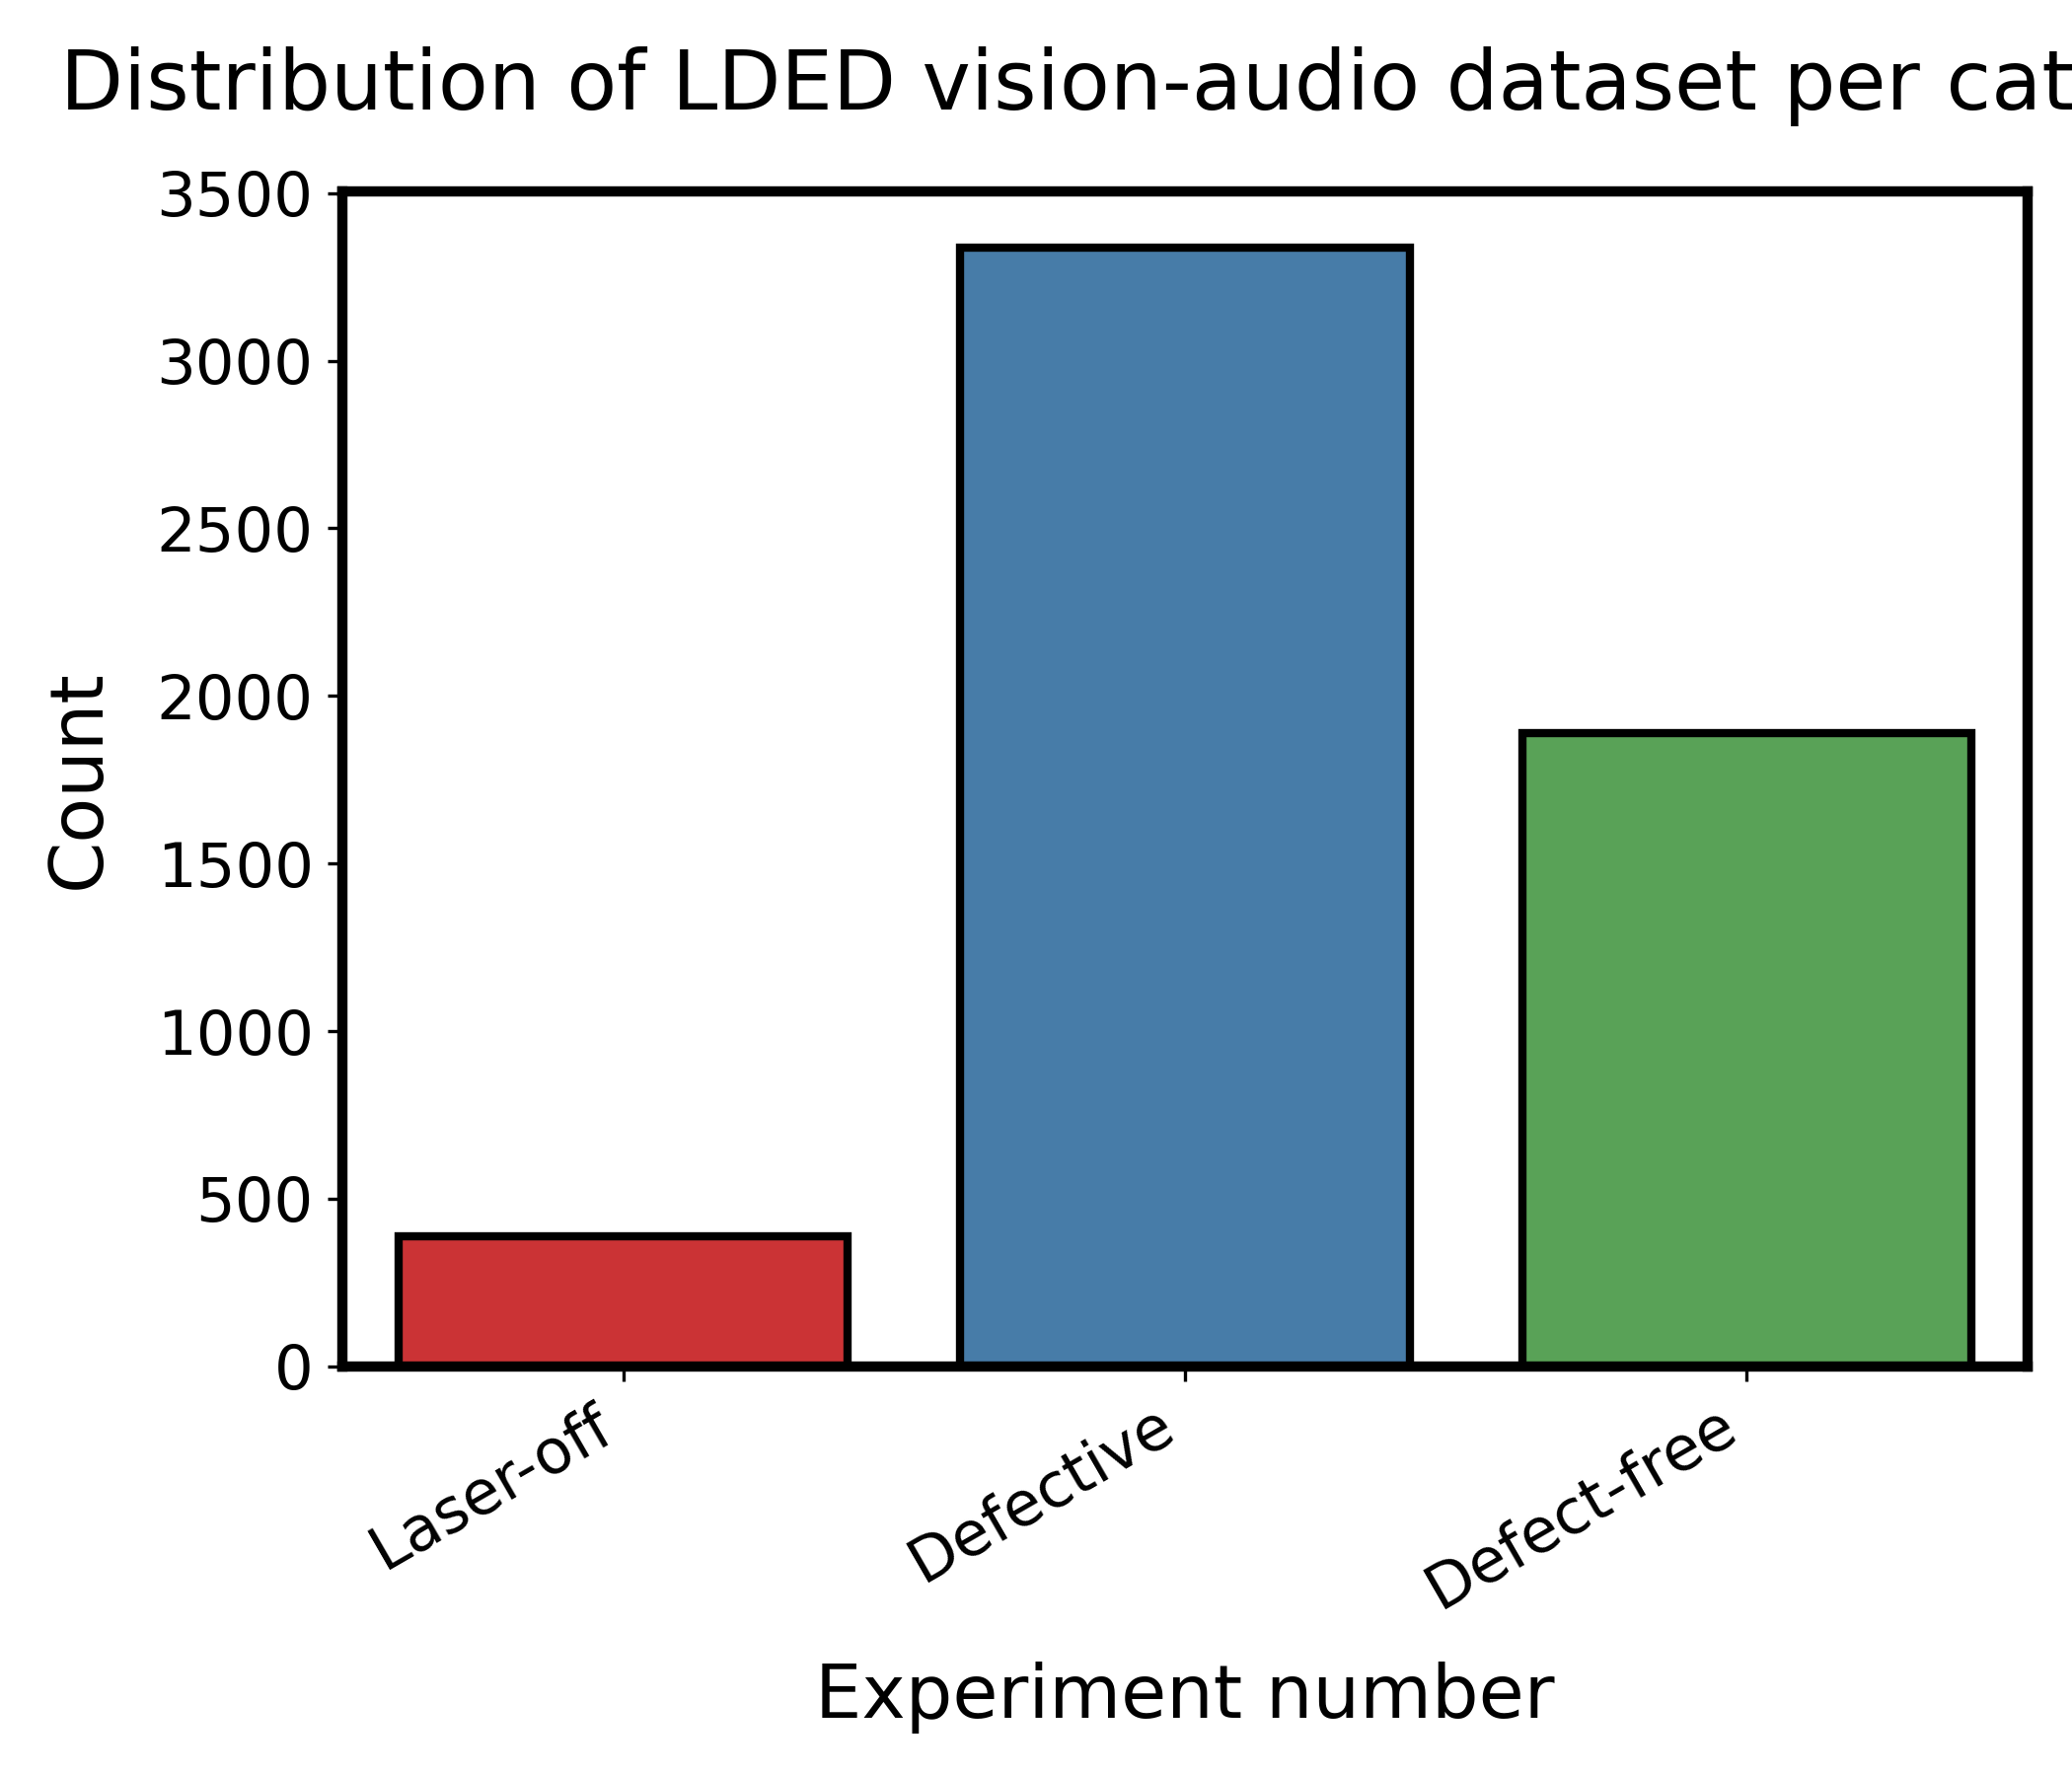 Distribution of LDED vision-audio dataset per cat
3500
3000
2500
2000
1500
1000
500
0
Count
Laser-off
Defective
Defect-free
Experiment number